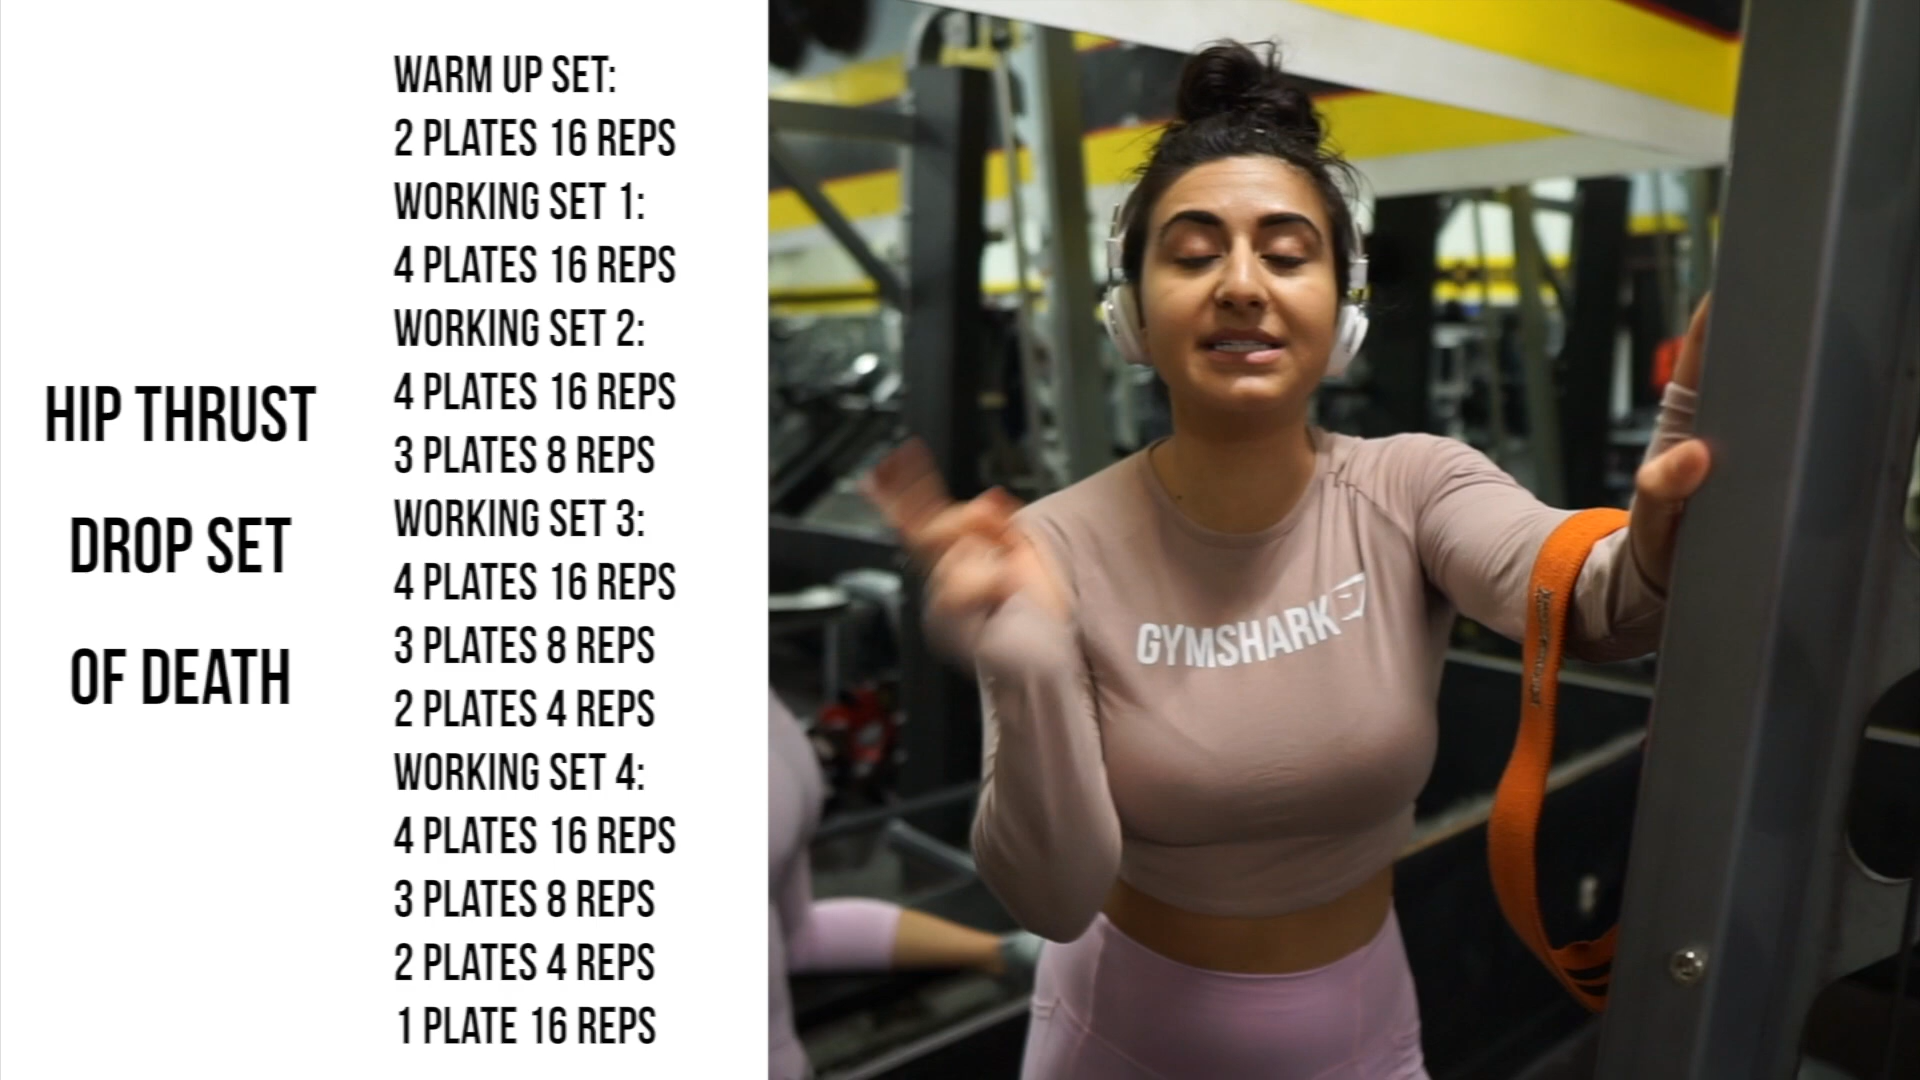 HIP THRUST
DROP SET
OF DEATH
WARM UP SET:
2 PLATES 16 REPS
WORKING SET 1:
4 PLATES 16 REPS
WORKING SET 2:
4 PLATES 16 REPS
3 PLATES 8 REPS
WORKING SET 3:
4 PLATES 16 REPS
3 PLATES 8 REPS
2 PLATES 4 REPS
WORKING SET 4:
4 PLATES 16 REPS
3 PLATES 8 REPS
2 PLATES 4 REPS
1 PLATE 16 REPS
GYMSHARK